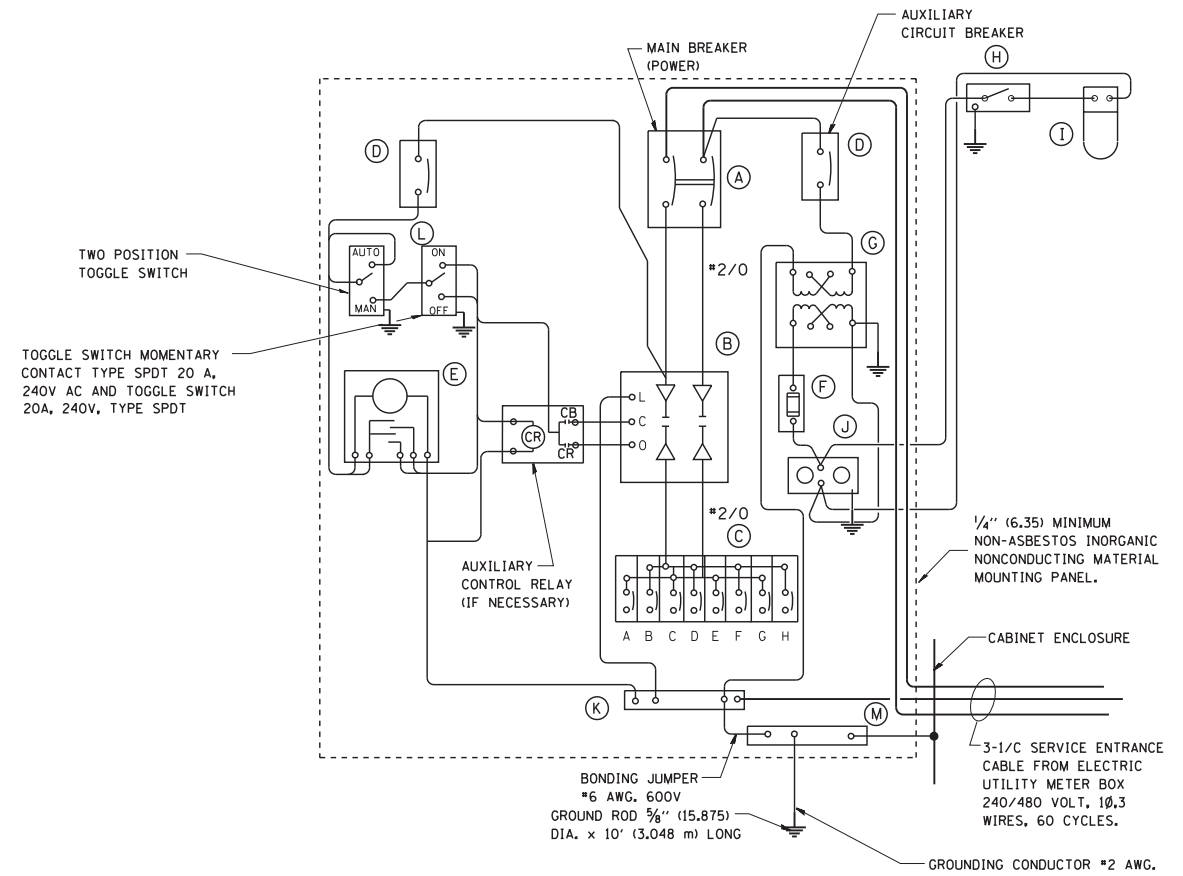 AUXILIARY
CIRCUIT BREAKER
MAIN BREAKER
(POWER)
H
I
D
A
D
L
G
TWO POSITION
TOGGLE SWITCH
AUTO
MAN
ON
OFF
#2/0
TOGGLE SWITCH MOMENTARY
CONTACT TYPE SPDT 20 A,
240V AC AND TOGGLE SWITCH
20A, 240V, TYPE SPDT
B
E
F
L
C
O
CB
CR
CR
J
#2/0
C
1/4" (6.35) MINIMUM
NON-ASBESTOS INORGANIC
NONCONDUCTING MATERIAL
MOUNTING PANEL.
AUXILIARY
CONTROL RELAY
(IF NECESSARY)
A B C D E F G H
CABINET ENCLOSURE
K
M
3-1/C SERVICE ENTRANCE
CABLE FROM ELECTRIC
UTILITY METER BOX
240/480 VOLT, 1Ø,3
WIRES, 60 CYCLES.
BONDING JUMPER
#6 AWG. 600V
GROUND ROD 5/8" (15.875)
DIA. x 10' (3.048 m) LONG
GROUNDING CONDUCTOR #2 AWG.